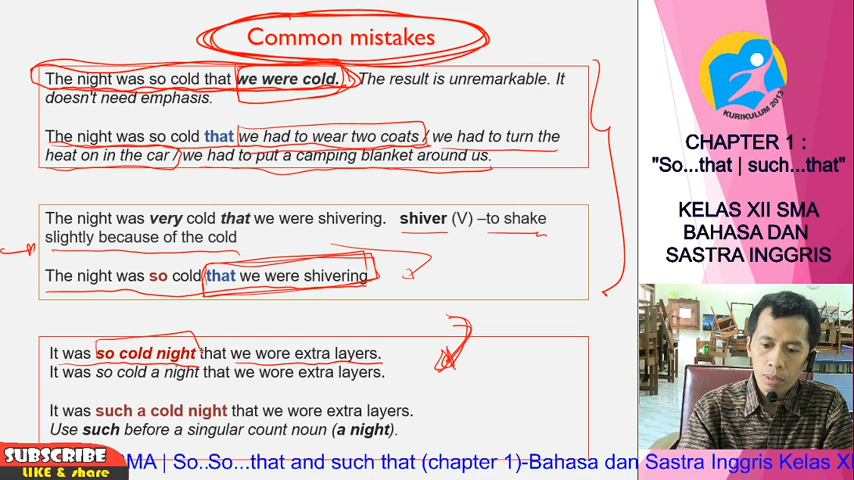 Common mistakes
The night was so cold that we were cold. The result is unremarkable. It
doesn't need emphasis.
The night was so cold that we had to wear two coats / we had to turn the
heat on in the car / we had to put a camping blanket around us.
The night was very cold that we were shivering. shiver (V) –to shake
slightly because of the cold
The night was so cold that we were shivering
It was so cold night that we wore extra layers.
It was so cold a night that we wore extra layers.
It was such a cold night that we wore extra layers.
Use such before a singular count noun (a night).
KURIKULUM 2013
CHAPTER 1 :
"So...that | such...that"
KELAS XII SMA
BAHASA DAN
SASTRA INGGRIS
SUBSCRIBE
LIKE & share
SMA | So..So...that and such that (chapter 1)-Bahasa dan Sastra Inggris Kelas XI